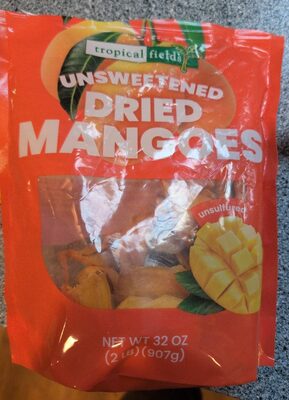 tropical fields
UNSWEETENED
DRIED
MANGOES
unsulfured
NET WT 32 OZ
(2 LB) (907g)